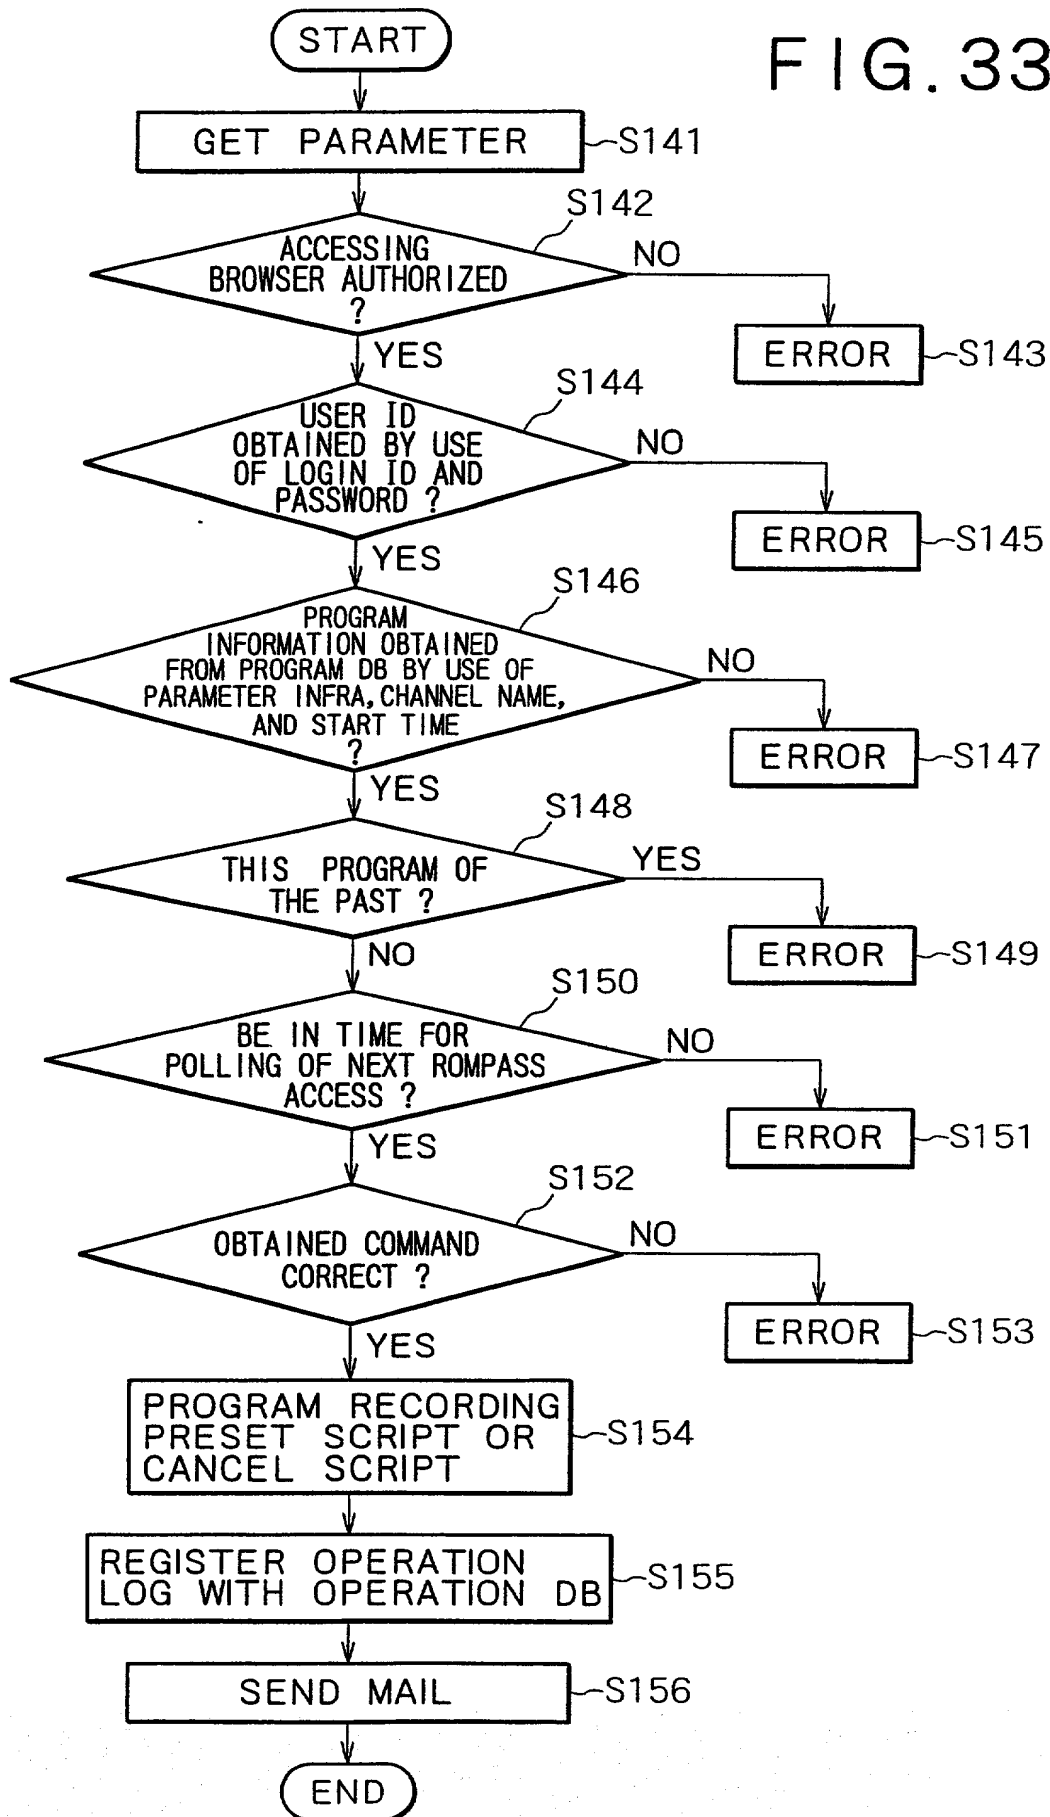 START
FIG.33
GET PARAMETER
S141
S142
ACCESSING
BROWSER AUTHORIZED
?
NO
YES
ERROR
S143
S144
USER ID
OBTAINED BY USE
OF LOGIN ID AND
PASSWORD ?
NO
YES
ERROR
S145
S146
PROGRAM
INFORMATION OBTAINED
FROM PROGRAM DB BY USE OF
PARAMETER INFRA, CHANNEL NAME,
AND START TIME
?
NO
YES
ERROR
S147
S148
THIS PROGRAM OF
THE PAST ?
YES
NO
ERROR
S149
S150
BE IN TIME FOR
POLLING OF NEXT ROMPASS
ACCESS ?
NO
YES
ERROR
S151
S152
OBTAINED COMMAND
CORRECT ?
NO
YES
ERROR
S153
PROGRAM RECORDING
PRESET SCRIPT OR
CANCEL SCRIPT
S154
REGISTER OPERATION
LOG WITH OPERATION DB
S155
SEND MAIL
S156
END